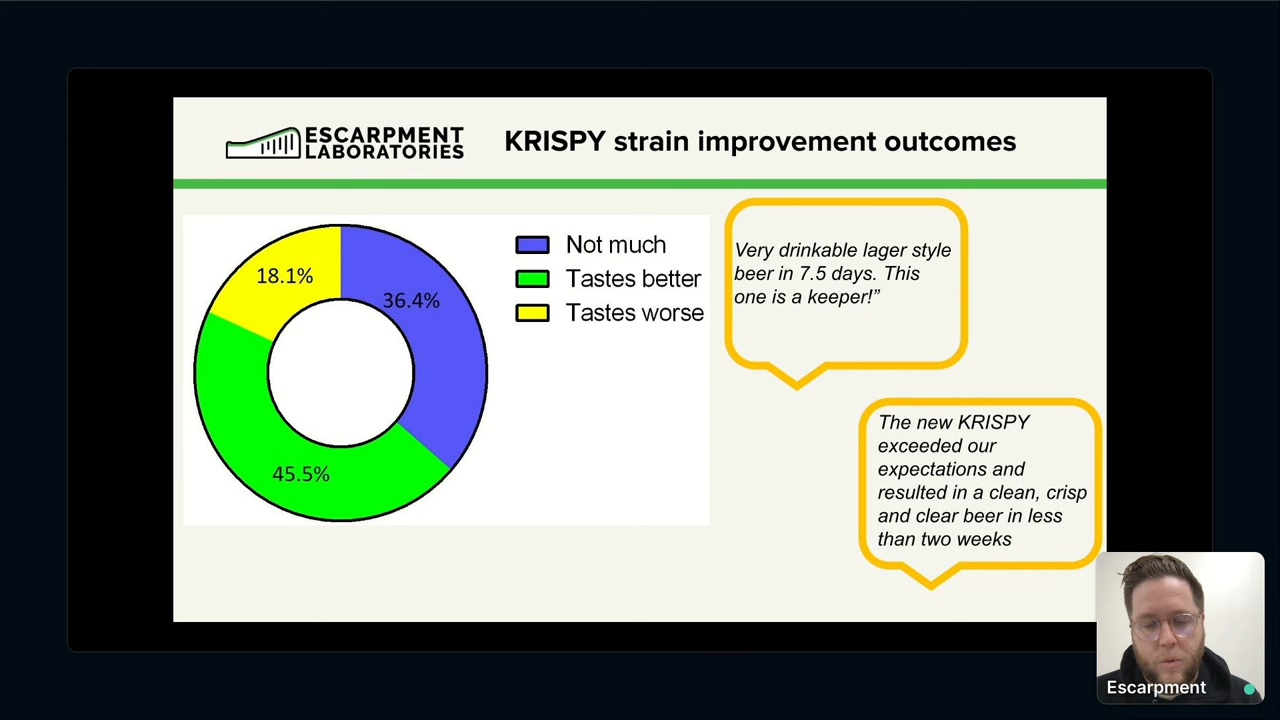 ESCARPMENT
LABORATORIES
KRISPY strain improvement outcomes
18.1%
36.4%
45.5%
Not much
Tastes better
Tastes worse
Very drinkable lager style
beer in 7.5 days. This
one is a keeper!”
The new KRISPY
exceeded our
expectations and
resulted in a clean, crisp
and clear beer in less
than two weeks
Escarpment